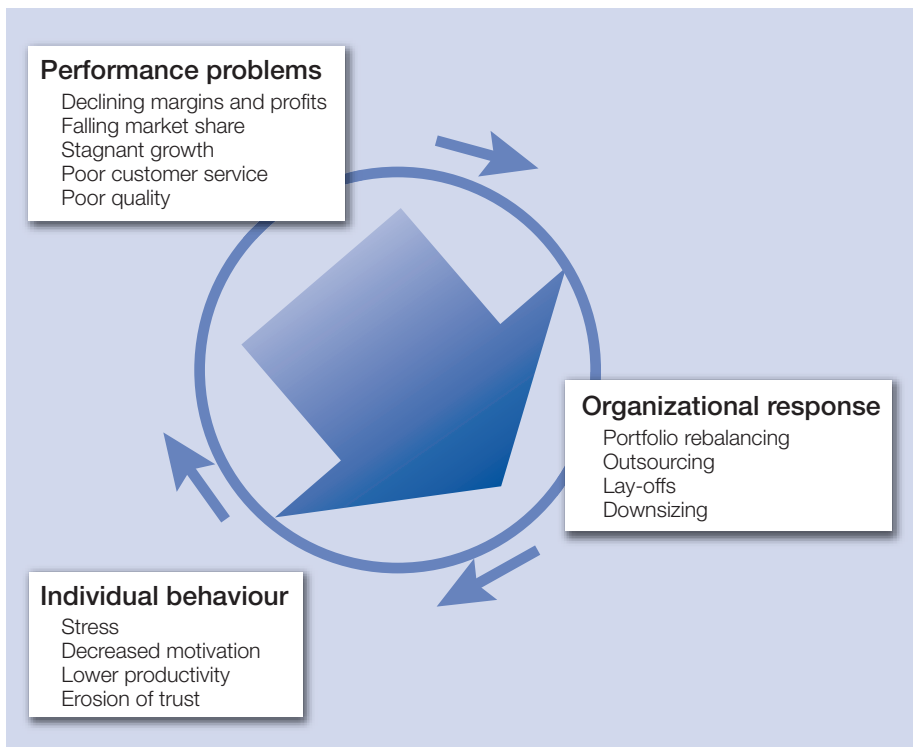 Performance problems
Declining margins and profits
Falling market share
Stagnant growth
Poor customer service
Poor quality
Organizational response
Portfolio rebalancing
Outsourcing
Lay-offs
Downsizing
Individual behaviour
Stress
Decreased motivation
Lower productivity
Erosion of trust